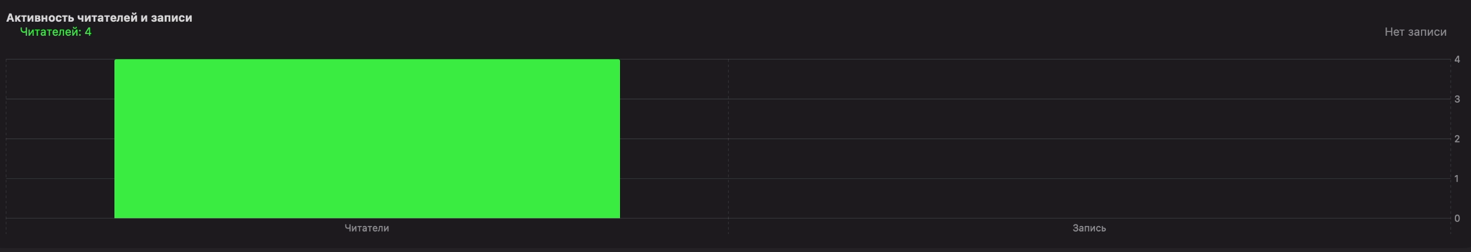 Активность читателей и записи
Читателей: 4
Нет записи
4
3
2
1
0
Читатели
Запись